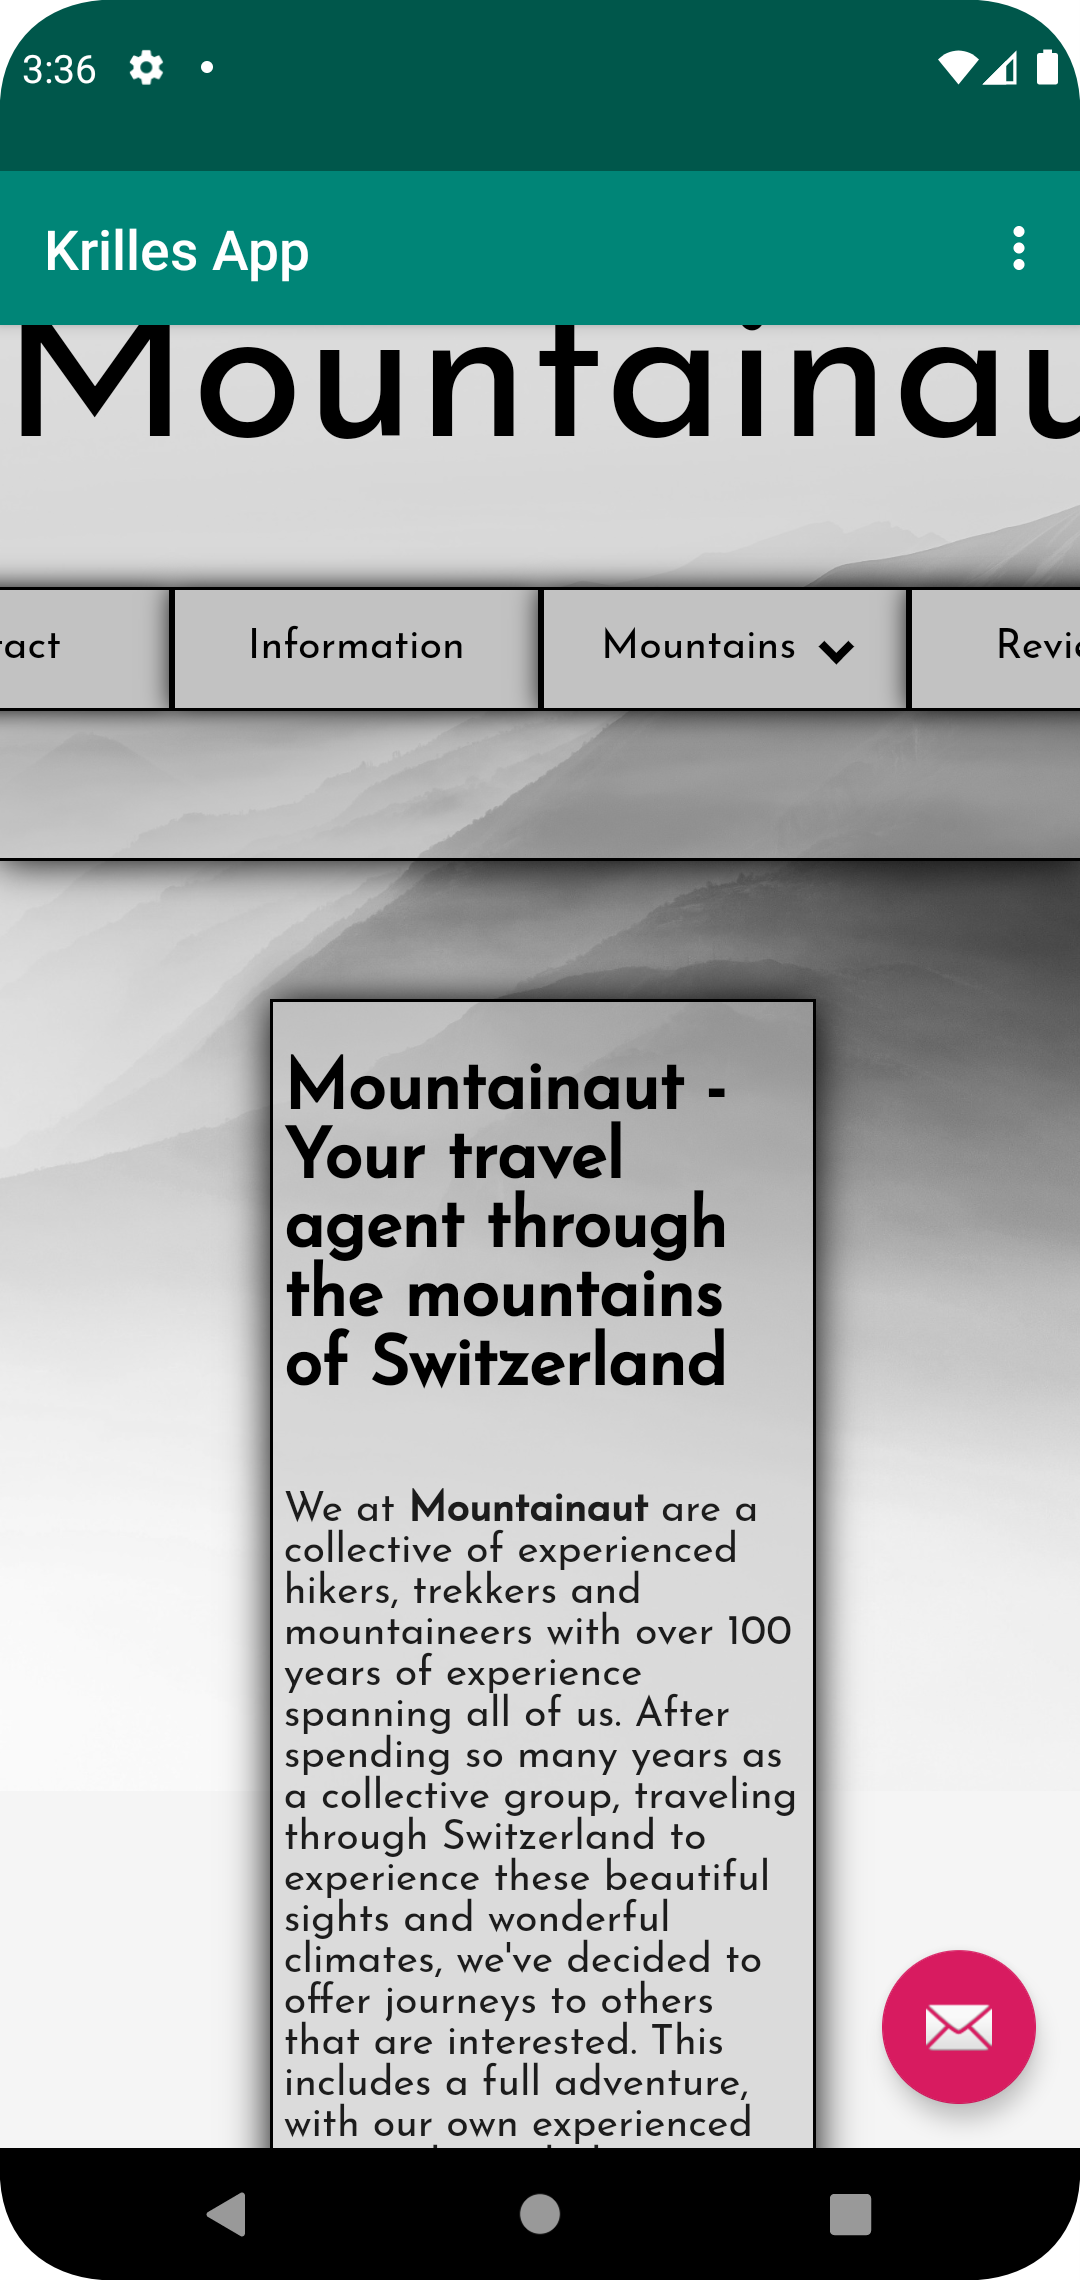 3:36
Krilles App
Mountainau
tact
Information
Mountains
Revie
Mountainaut -
Your travel
agent through
the mountains
of Switzerland
We at Mountainaut are a
collective of experienced
hikers, trekkers and
mountaineers with over 100
years of experience
spanning all of us. After
spending so many years as
a collective group, traveling
through Switzerland to
experience these beautiful
sights and wonderful
climates, we've decided to
offer journeys to others
that are interested. This
includes a full adventure,
with our own experienced